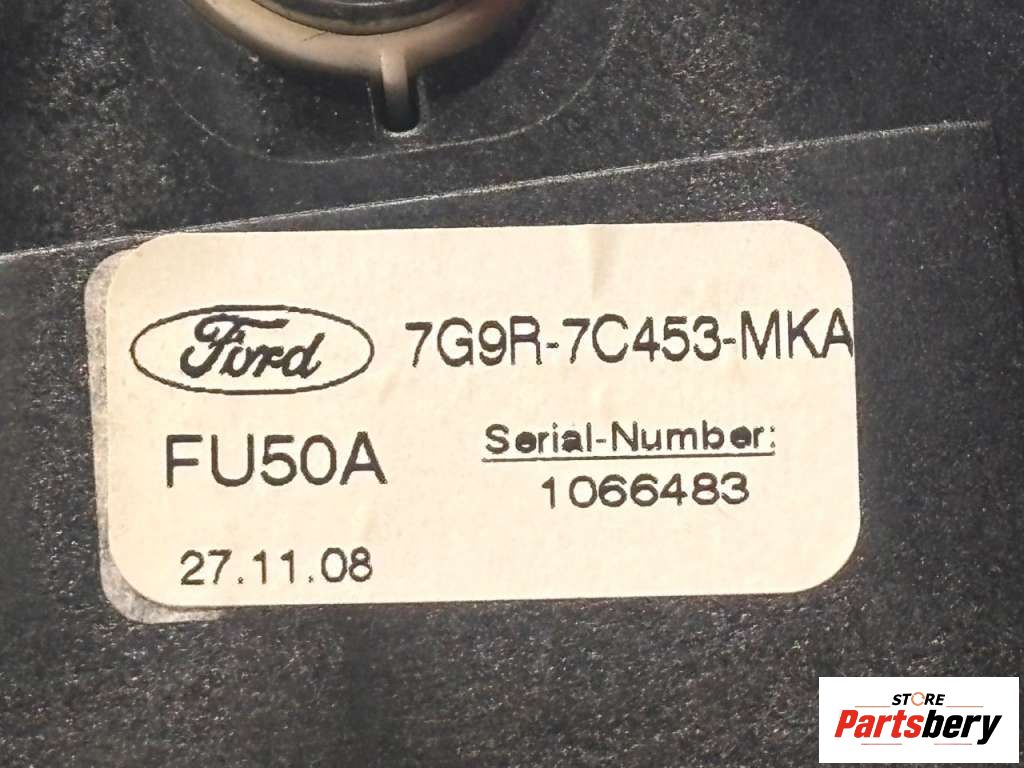 Ford 7G9R-7C453-MKA
FU50A
Serial-Number:
1066483
27.11.08
STORE
Partsbery